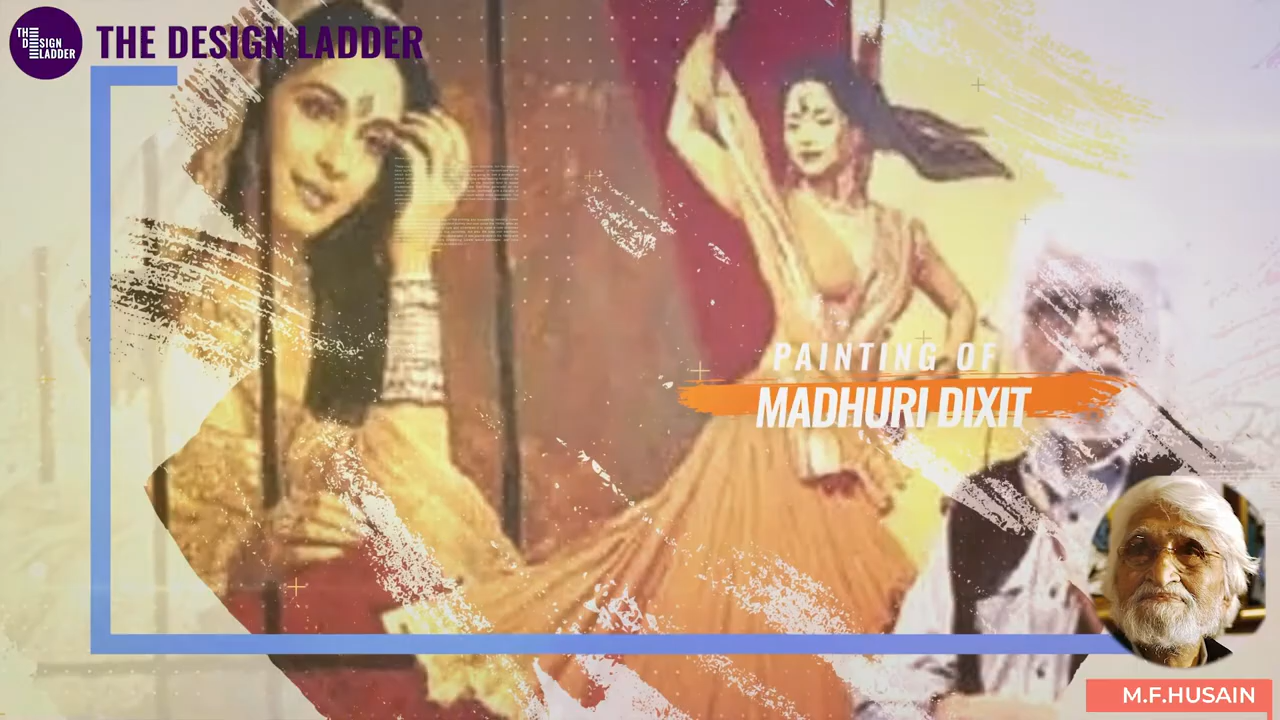 THE
DESIGN
LADDER
THE DESIGN LADDER
PAINTING OF
MADHURI DIXIT
M.F.HUSAIN